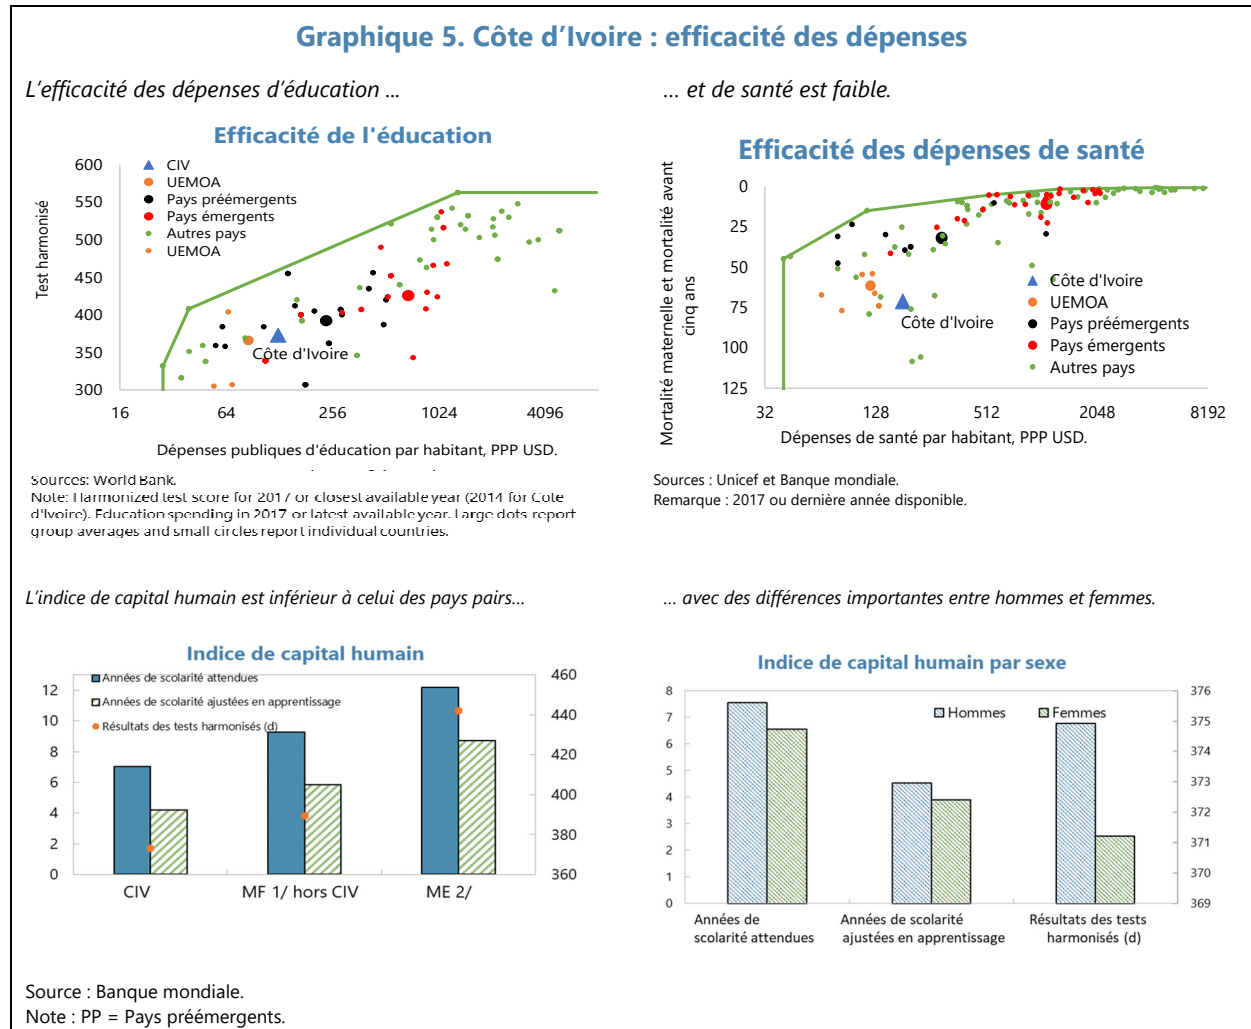 Graphique 5. Côte d’Ivoire : efficacité des dépenses
L’efficacité des dépenses d’éducation …
… et de santé est faible.
Efficacité de l'éducation
Test harmonisé
600
550
500
450
400
350
300
CIV
UEMOA
Pays préémergents
Pays émergents
Autres pays
UEMOA
Côte d'Ivoire
16 64 256 1024 4096
Dépenses publiques d'éducation par habitant, PPP USD.
Sources: World Bank.
Note: Harmonized test score for 2017 or closest available year (2014 for Cote
d'Ivoire). Education spending in 2017 or latest available year. Large dots report
group averages and small circles report individual countries.
Efficacité des dépenses de santé
Mortalité maternelle et mortalité avant
cinq ans
0
25
50
75
100
125
Côte d'Ivoire
Côte d'Ivoire
UEMOA
Pays préémergents
Pays émergents
Autres pays
32 128 512 2048 8192
Dépenses de santé par habitant, PPP USD.
Sources : Unicef et Banque mondiale.
Remarque : 2017 ou dernière année disponible.
L’indice de capital humain est inférieur à celui des pays pairs…
… avec des différences importantes entre hommes et femmes.
Indice de capital humain
Années de scolarité attendues
Années de scolarité ajustées en apprentissage
Résultats des tests harmonisés (d)
12
10
8
6
4
2
0
460
440
420
400
380
360
CIV MF 1/ hors CIV ME 2/
Indice de capital humain par sexe
Hommes Femmes
8
7
6
5
4
3
2
1
0
376
375
374
373
372
371
370
369
Années de
scolarité attendues
Années de scolarité
ajustées en apprentissage
Résultats des tests
harmonisés (d)
Source : Banque mondiale.
Note : PP = Pays préémergents.